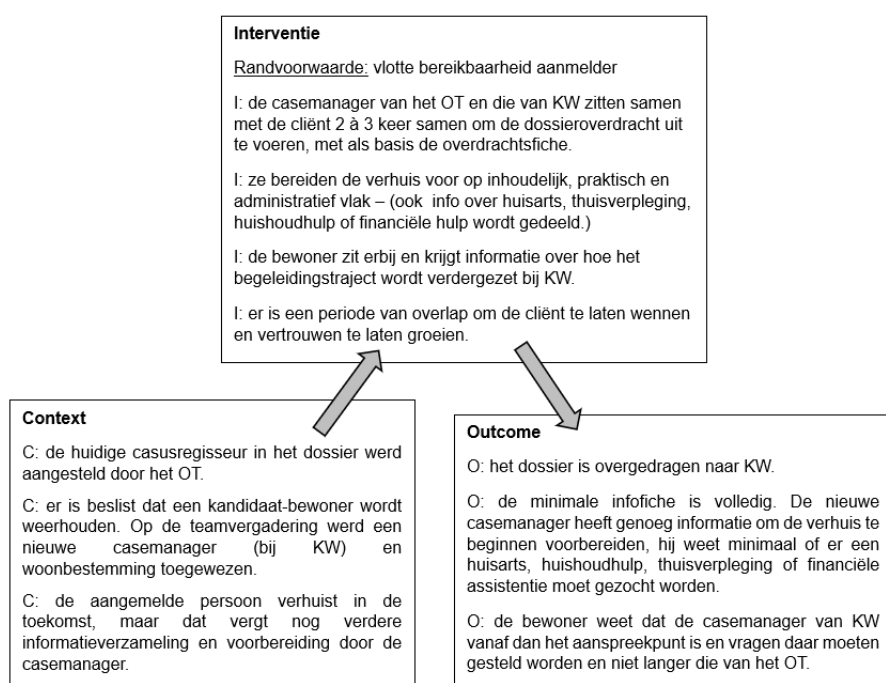 Interventie
Randvoorwaarde: vlotte bereikbaarheid aanmelder
I: de casemanager van het OT en die van KW zitten samen
met de cliënt 2 à 3 keer samen om de dossieroverdracht uit
te voeren, met als basis de overdrachtsfiche.
I: ze bereiden de verhuis voor op inhoudelijk, praktisch en
administratief vlak – (ook info over huisarts, thuisverpleging,
huishoudhulp of financiële hulp wordt gedeeld.)
I: de bewoner zit erbij en krijgt informatie over hoe het
begeleidingstraject wordt verdergezet bij KW.
I: er is een periode van overlap om de cliënt te laten wennen
en vertrouwen te laten groeien.
Context
C: de huidige casusregisseur in het dossier werd
aangesteld door het OT.
C: er is beslist dat een kandidaat-bewoner wordt
weerhouden. Op de teamvergadering werd een
nieuwe casemanager (bij KW) en
woonbestemming toegewezen.
C: de aangemelde persoon verhuist in de
toekomst, maar dat vergt nog verdere
informatieverzameling en voorbereiding door de
casemanager.
Outcome
O: het dossier is overgedragen naar KW.
O: de minimale infofiche is volledig. De nieuwe
casemanager heeft genoeg informatie om de verhuis te
beginnen voorbereiden, hij weet minimaal of er een
huisarts, huishoudhulp, thuisverpleging of financiële
assistentie moet gezocht worden.
O: de bewoner weet dat de casemanager van KW
vanaf dan het aanspreekpunt is en vragen daar moeten
gesteld worden en niet langer die van het OT.